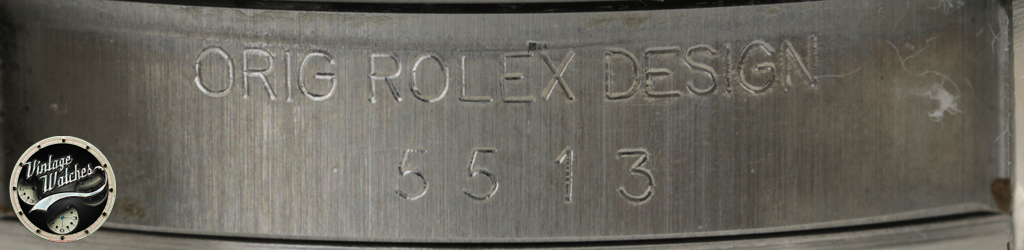 ORIG ROLEX DESIGN
5513
Vintage
Watches